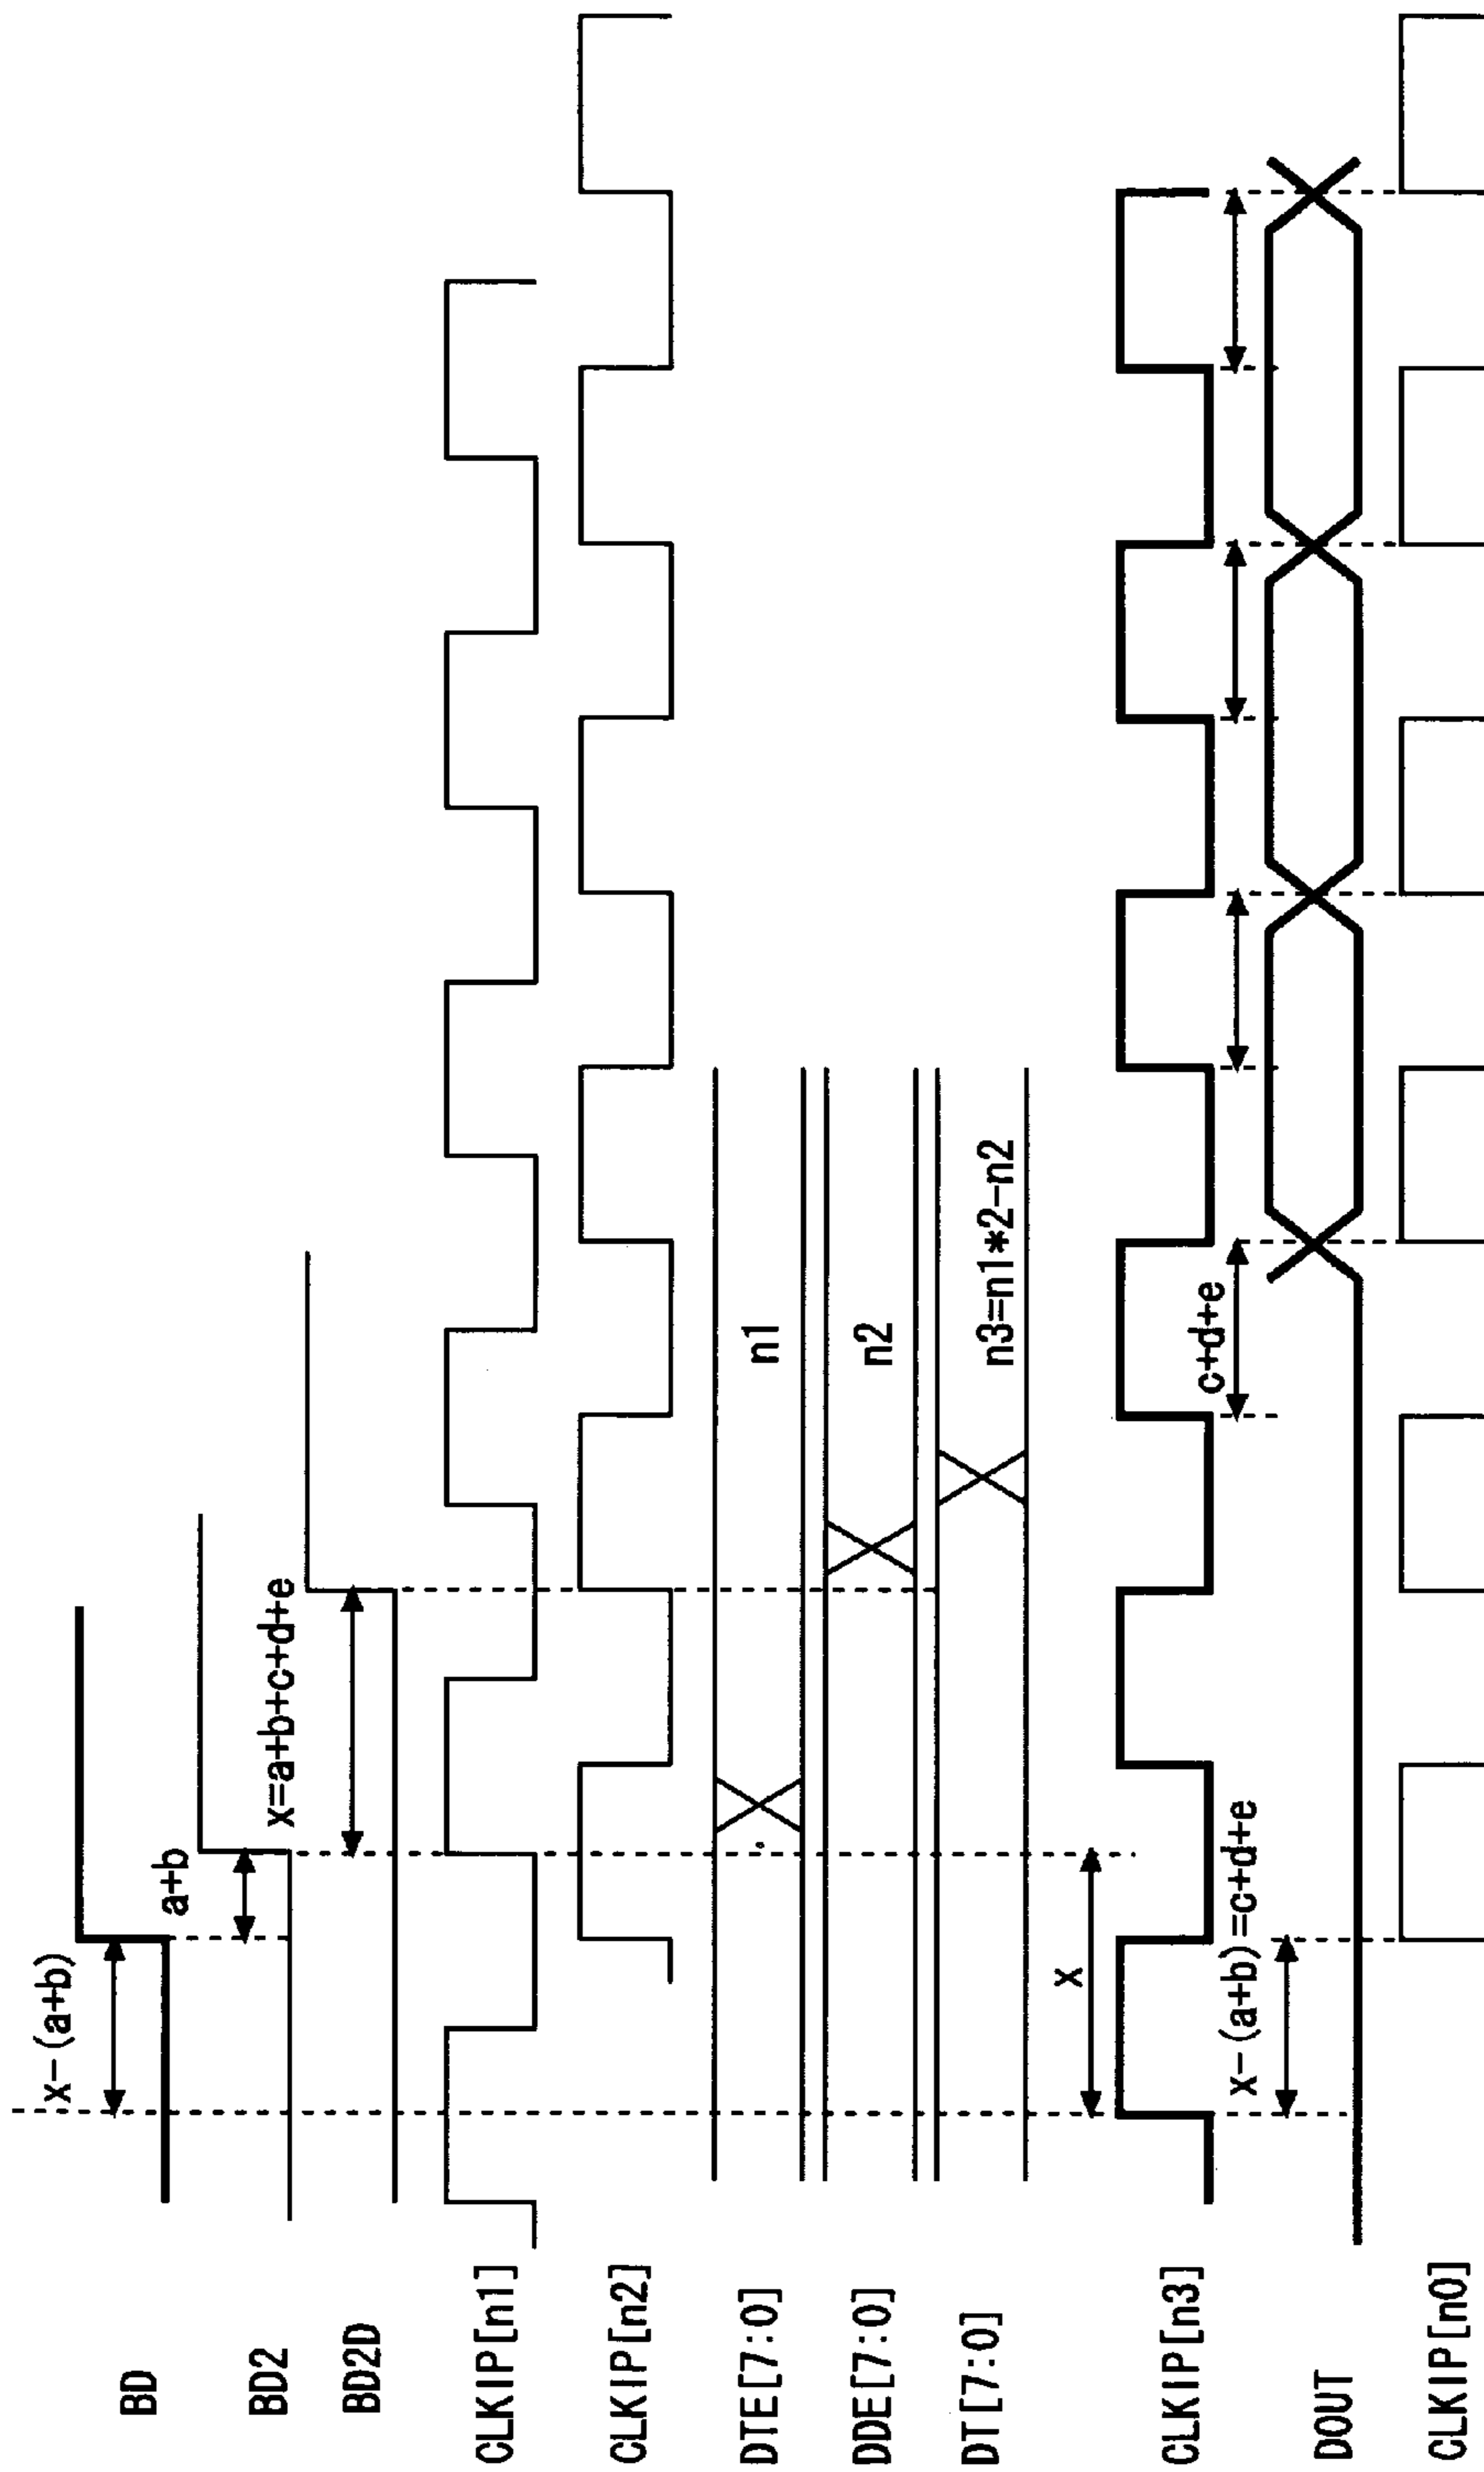 BD
x-(a+b)
BD2
a+b
BD2D
x=a+b+c+d+e
CLKIP[n1]
CLKIP[n2]
DTE[7:0]
n1
DDE[7:0]
n2
DT[7:0]
n3=n1*2-n2
x
CLKIP[n3]
x-(a+b)=c+d+e
c+d+e
DOUT
CLKIP[n0]